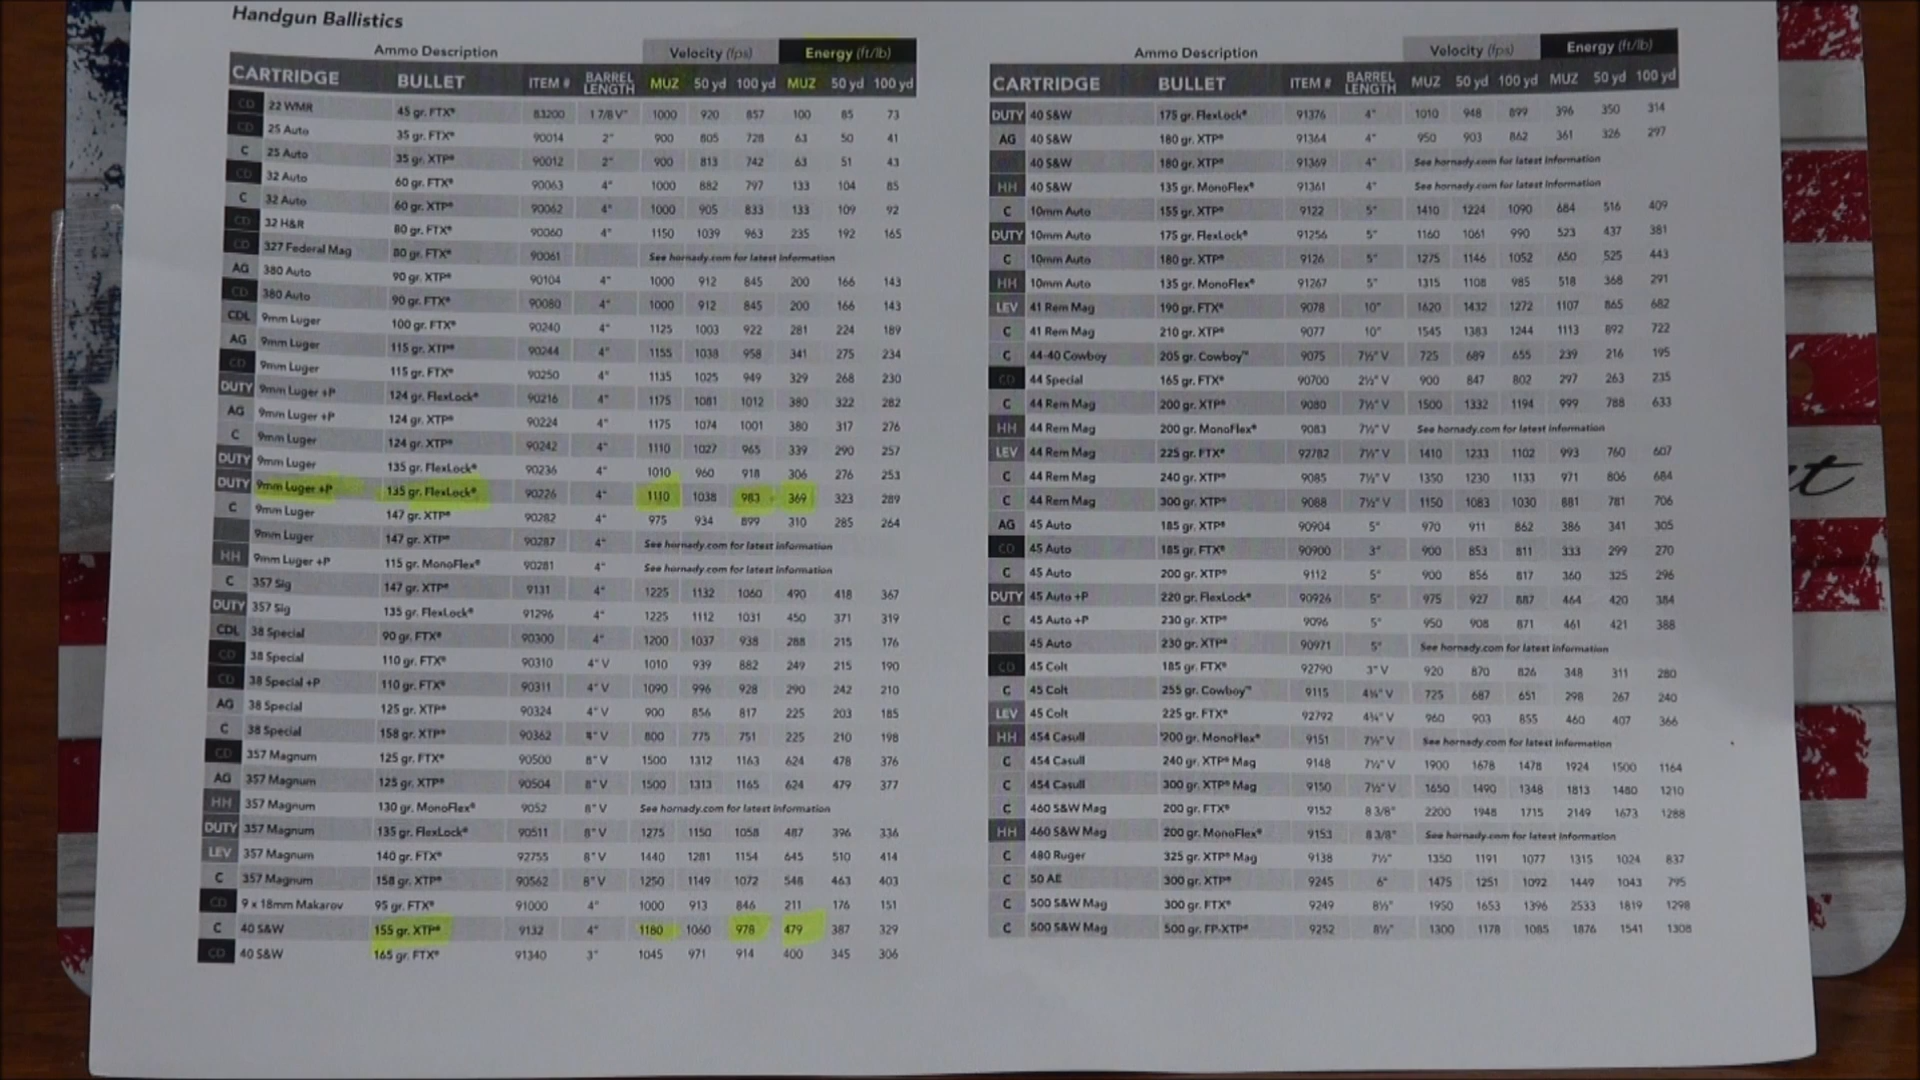 Handgun Ballistics
Ammo Description Velocity (fps) Energy (ft/lb)
CARTRIDGE BULLET ITEM # BARREL LENGTH MUZ 50 yd 100 yd MUZ 50 yd 100 yd
CD 22 WMR 45 gr. FTX® 83200 1 7/8 V" 1000 920 857 100 85 73
CD 25 Auto 35 gr. FTX® 90014 2" 900 805 728 63 50 41
C 25 Auto 35 gr. XTP® 90012 2" 900 813 742 63 51 43
CD 32 Auto 60 gr. FTX® 90063 4" 1000 882 797 133 104 85
C 32 Auto 60 gr. XTP® 90062 4" 1000 905 833 133 109 92
CD 32 H&R 80 gr. FTX® 90060 4" 1150 1039 963 235 192 165
CD 327 Federal Mag 80 gr. FTX® 90061 See hornady.com for latest information
AG 380 Auto 90 gr. XTP® 90104 4" 1000 912 845 200 166 143
CD 380 Auto 90 gr. FTX® 90080 4" 1000 912 845 200 166 143
CDL 9mm Luger 100 gr. FTX® 90240 4" 1125 1003 922 281 224 189
AG 9mm Luger 115 gr. XTP® 90244 4" 1155 1038 958 341 275 234
CD 9mm Luger 115 gr. FTX® 90250 4" 1135 1025 949 329 268 230
DUTY 9mm Luger +P 124 gr. FlexLock® 90216 4" 1175 1081 1012 380 322 282
AG 9mm Luger +P 124 gr. XTP® 90224 4" 1175 1074 1001 380 317 276
C 9mm Luger 124 gr. XTP® 90242 4" 1110 1027 965 339 290 257
DUTY 9mm Luger 135 gr. FlexLock® 90236 4" 1010 960 918 306 276 253
DUTY 9mm Luger +P 135 gr. FlexLock® 90226 4" 1110 1038 983 369 323 289
C 9mm Luger 147 gr. XTP® 90282 4" 975 934 899 310 285 264
9mm Luger 147 gr. XTP® 90287 4" See hornady.com for latest information
HH 9mm Luger +P 115 gr. MonoFlex® 90281 4" See hornady.com for latest information
C 357 Sig 147 gr. XTP® 9131 4" 1225 1132 1060 490 418 367
DUTY 357 Sig 135 gr. FlexLock® 91296 4" 1225 1112 1031 450 371 319
CDL 38 Special 90 gr. FTX® 90300 4" 1200 1037 938 288 215 176
CD 38 Special 110 gr. FTX® 90310 4" V 1010 939 882 249 215 190
CD 38 Special +P 110 gr. FTX® 90311 4" V 1090 996 928 290 242 210
AG 38 Special 125 gr. XTP® 90324 4" V 900 856 817 225 203 185
C 38 Special 158 gr. XTP® 90362 V 800 775 751 225 210 198
CD 357 Magnum 125 gr. FTX® 90500 8" V 1500 1312 1163 624 478 376
AG 357 Magnum 125 gr. XTP® 90504 8" V 1500 1313 1165 624 479 377
HH 357 Magnum 130 gr. MonoFlex® 9052 8" V See hornady.com for latest information
DUTY 357 Magnum 135 gr. FlexLock® 90511 8" V 1275 1150 1058 487 396 336
LEV 357 Magnum 140 gr. FTX® 92755 8" V 1440 1281 1154 645 510 414
C 357 Magnum 158 gr. XTP® 90562 8" V 1250 1149 1072 548 463 403
CD 9 x 18mm Makarov 95 gr. FTX® 91000 4" 1000 913 846 211 176 151
C 40 S&W 155 gr. XTP® 9132 4" 1180 1060 978 479 387 329
CD 40 S&W 165 gr. FTX® 91340 3" 1045 971 914 400 345 306
Ammo Description Velocity (fps) Energy (ft/lb)
CARTRIDGE BULLET ITEM # BARREL LENGTH MUZ 50 yd 100 yd MUZ 50 yd 100 yd
DUTY 40 S&W 175 gr. FlexLock® 91376 4" 1010 948 899 396 350 314
AG 40 S&W 180 gr. XTP® 91364 4" 950 903 862 361 326 297
40 S&W 180 gr. XTP® 91369 4" See hornady.com for latest information
HH 40 S&W 135 gr. MonoFlex® 91361 4" See hornady.com for latest information
C 10mm Auto 155 gr. XTP® 9122 5" 1410 1224 1090 684 516 409
DUTY 10mm Auto 175 gr. FlexLock® 91256 5" 1160 1061 990 523 437 381
C 10mm Auto 180 gr. XTP® 9126 5" 1275 1146 1052 650 525 443
HH 10mm Auto 135 gr. MonoFlex® 91267 5" 1315 1108 985 518 368 291
LEV 41 Rem Mag 190 gr. FTX® 9078 10" 1620 1432 1272 1107 865 682
C 41 Rem Mag 210 gr. XTP® 9077 10" 1545 1383 1244 1113 892 722
C 44-40 Cowboy 205 gr. Cowboy™ 9075 7½" V 725 689 655 239 216 195
CD 44 Special 165 gr. FTX® 90700 2½" V 900 847 802 297 263 235
C 44 Rem Mag 200 gr. XTP® 9080 7½" V 1500 1332 1194 999 788 633
HH 44 Rem Mag 200 gr. MonoFlex® 9083 7½" V See hornady.com for latest information
LEV 44 Rem Mag 225 gr. FTX® 92782 7½" V 1410 1233 1102 993 760 607
C 44 Rem Mag 240 gr. XTP® 9085 7½" V 1350 1230 1133 971 806 684
C 44 Rem Mag 300 gr. XTP® 9088 7½" V 1150 1083 1030 881 781 706
AG 45 Auto 185 gr. XTP® 90904 5" 970 911 862 386 341 305
CD 45 Auto 185 gr. FTX® 90900 3" 900 853 811 333 299 270
C 45 Auto 200 gr. XTP® 9112 5" 900 856 817 360 325 296
DUTY 45 Auto +P 220 gr. FlexLock® 90926 5" 975 927 887 464 420 384
C 45 Auto +P 230 gr. XTP® 9096 5" 950 908 871 461 421 388
45 Auto 230 gr. XTP® 90971 5" See hornady.com for latest information
CD 45 Colt 185 gr. FTX® 92790 3" V 920 870 826 348 311 280
C 45 Colt 255 gr. Cowboy™ 9115 4¾" V 725 687 651 298 267 240
LEV 45 Colt 225 gr. FTX® 92792 4¾" V 960 903 855 460 407 366
HH 454 Casull 200 gr. MonoFlex® 9151 7½" V See hornady.com for latest information
C 454 Casull 240 gr. XTP® Mag 9148 7½" V 1900 1678 1478 1924 1500 1164
C 454 Casull 300 gr. XTP® Mag 9150 7½" V 1650 1490 1348 1813 1480 1210
C 460 S&W Mag 200 gr. FTX® 9152 8 3/8" 2200 1948 1715 2149 1673 1288
HH 460 S&W Mag 200 gr. MonoFlex® 9153 8 3/8" See hornady.com for latest information
C 480 Ruger 325 gr. XTP® Mag 9138 7½" 1350 1191 1077 1315 1024 837
C 50 AE 300 gr. XTP® 9245 6" 1475 1251 1092 1449 1043 795
C 500 S&W Mag 300 gr. FTX® 9249 8½" 1950 1653 1396 2533 1819 1298
C 500 S&W Mag 500 gr. FP-XTP® 9252 8½" 1300 1178 1085 1876 1541 1308